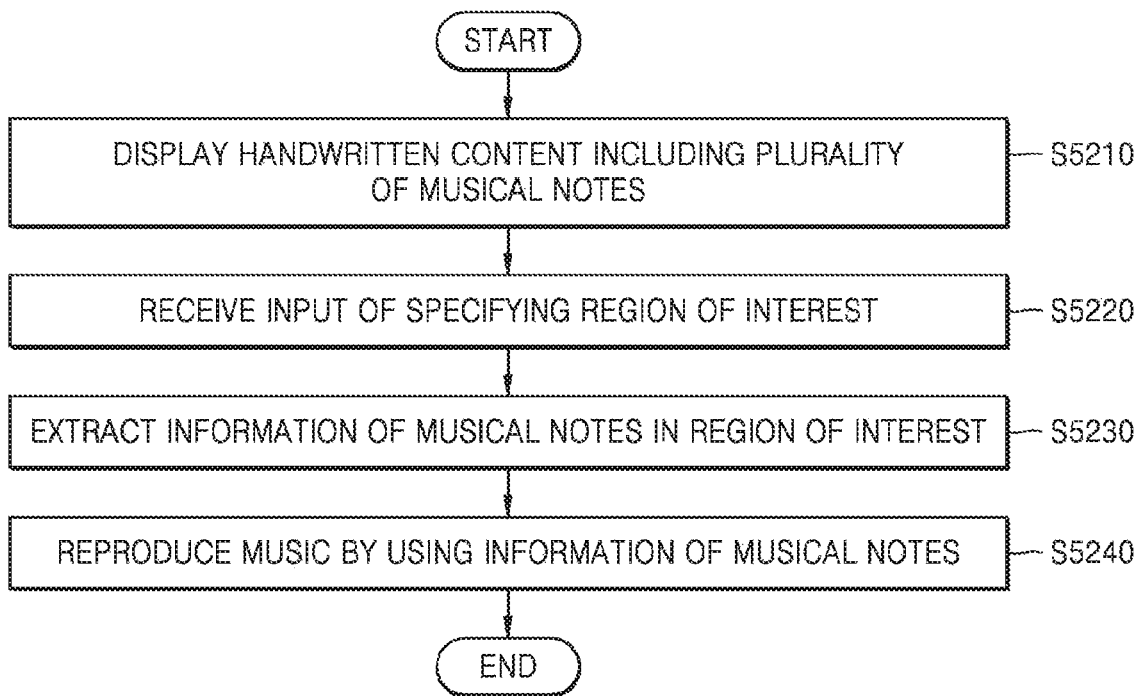 START
DISPLAY HANDWRITTEN CONTENT INCLUDING PLURALITY
OF MUSICAL NOTES
S5210
RECEIVE INPUT OF SPECIFYING REGION OF INTEREST
S5220
EXTRACT INFORMATION OF MUSICAL NOTES IN REGION OF INTEREST
S5230
REPRODUCE MUSIC BY USING INFORMATION OF MUSICAL NOTES
S5240
END